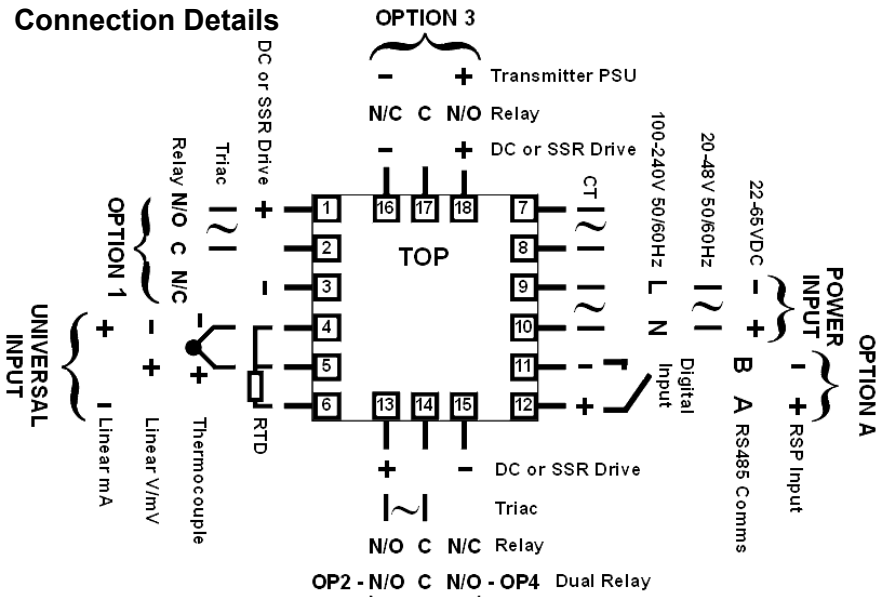 Connection Details
OPTION 3
- + Transmitter PSU
N/C C N/O Relay
- + DC or SSR Drive
DC or SSR Drive
+ -
Triac
~
Relay N/O C N/C
OPTION 1
16 17 18
TOP
1
2
3
4
5
6
7
8
9
10
11
12
13 14 15
CT
~
~
100-240V 50/60Hz L N
20-48V 50/60Hz
~
22-65VDC - +
POWER INPUT
OPTION A
- + Digital Input
B A RS485 Comms
- + RSP Input
UNIVERSAL INPUT
+ - Linear mA
- + Linear V/mV
- + Thermocouple
RTD
+ - DC or SSR Drive
~ Triac
N/O C N/C Relay
OP2 - N/O C N/O - OP4 Dual Relay